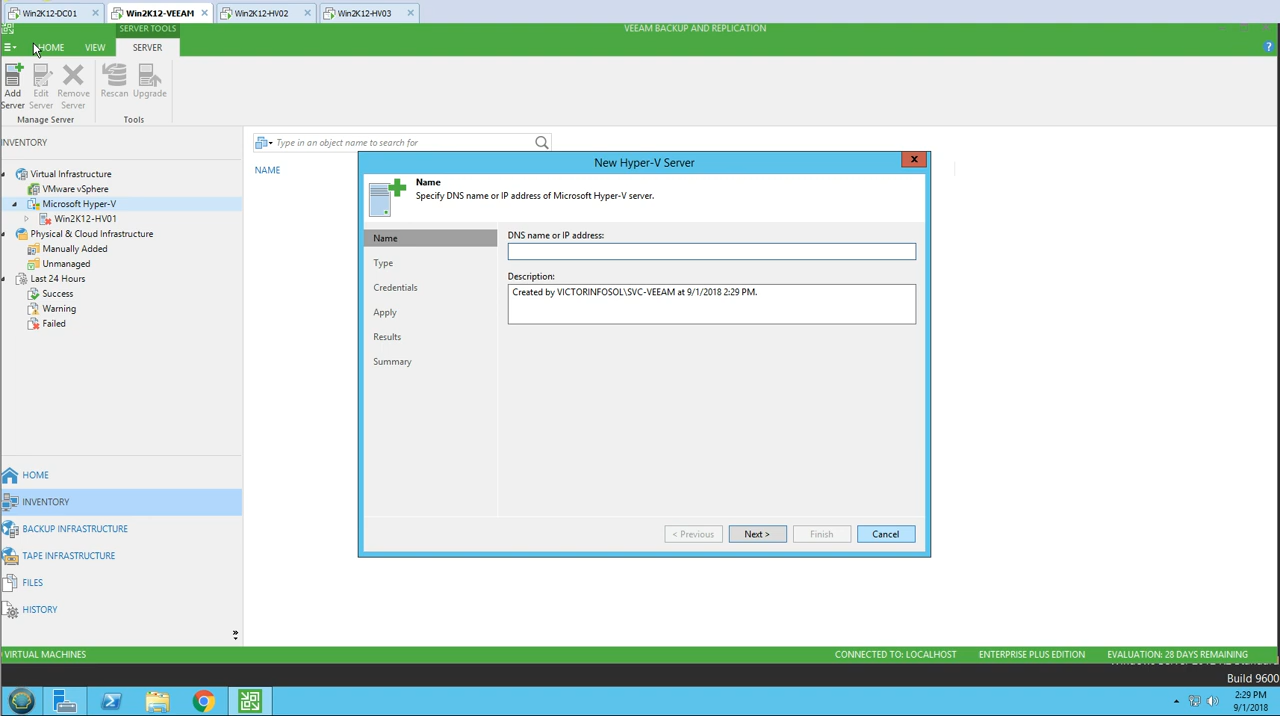 Win2K12-DC01
Win2K12-VEEAM
Win2K12-HV02
Win2K12-HV03
SERVER TOOLS
VEEAM BACKUP AND REPLICATION
HOME
VIEW
SERVER
?
Add Server
Edit Server
Remove Server
Rescan
Upgrade
Manage Server
Tools
INVENTORY
Type in an object name to search for
NAME
Virtual Infrastructure
VMware vSphere
Microsoft Hyper-V
Win2K12-HV01
Physical & Cloud Infrastructure
Manually Added
Unmanaged
Last 24 Hours
Success
Warning
Failed
New Hyper-V Server
Name
Specify DNS name or IP address of Microsoft Hyper-V server.
Name
Type
Credentials
Apply
Results
Summary
DNS name or IP address:
Description:
Created by VICTORINFOSOL\SVC-VEEAM at 9/1/2018 2:29 PM.
< Previous
Next >
Finish
Cancel
HOME
INVENTORY
BACKUP INFRASTRUCTURE
TAPE INFRASTRUCTURE
FILES
HISTORY
VIRTUAL MACHINES
CONNECTED TO: LOCALHOST
ENTERPRISE PLUS EDITION
EVALUATION: 28 DAYS REMAINING
Build 9600
2:29 PM
9/1/2018